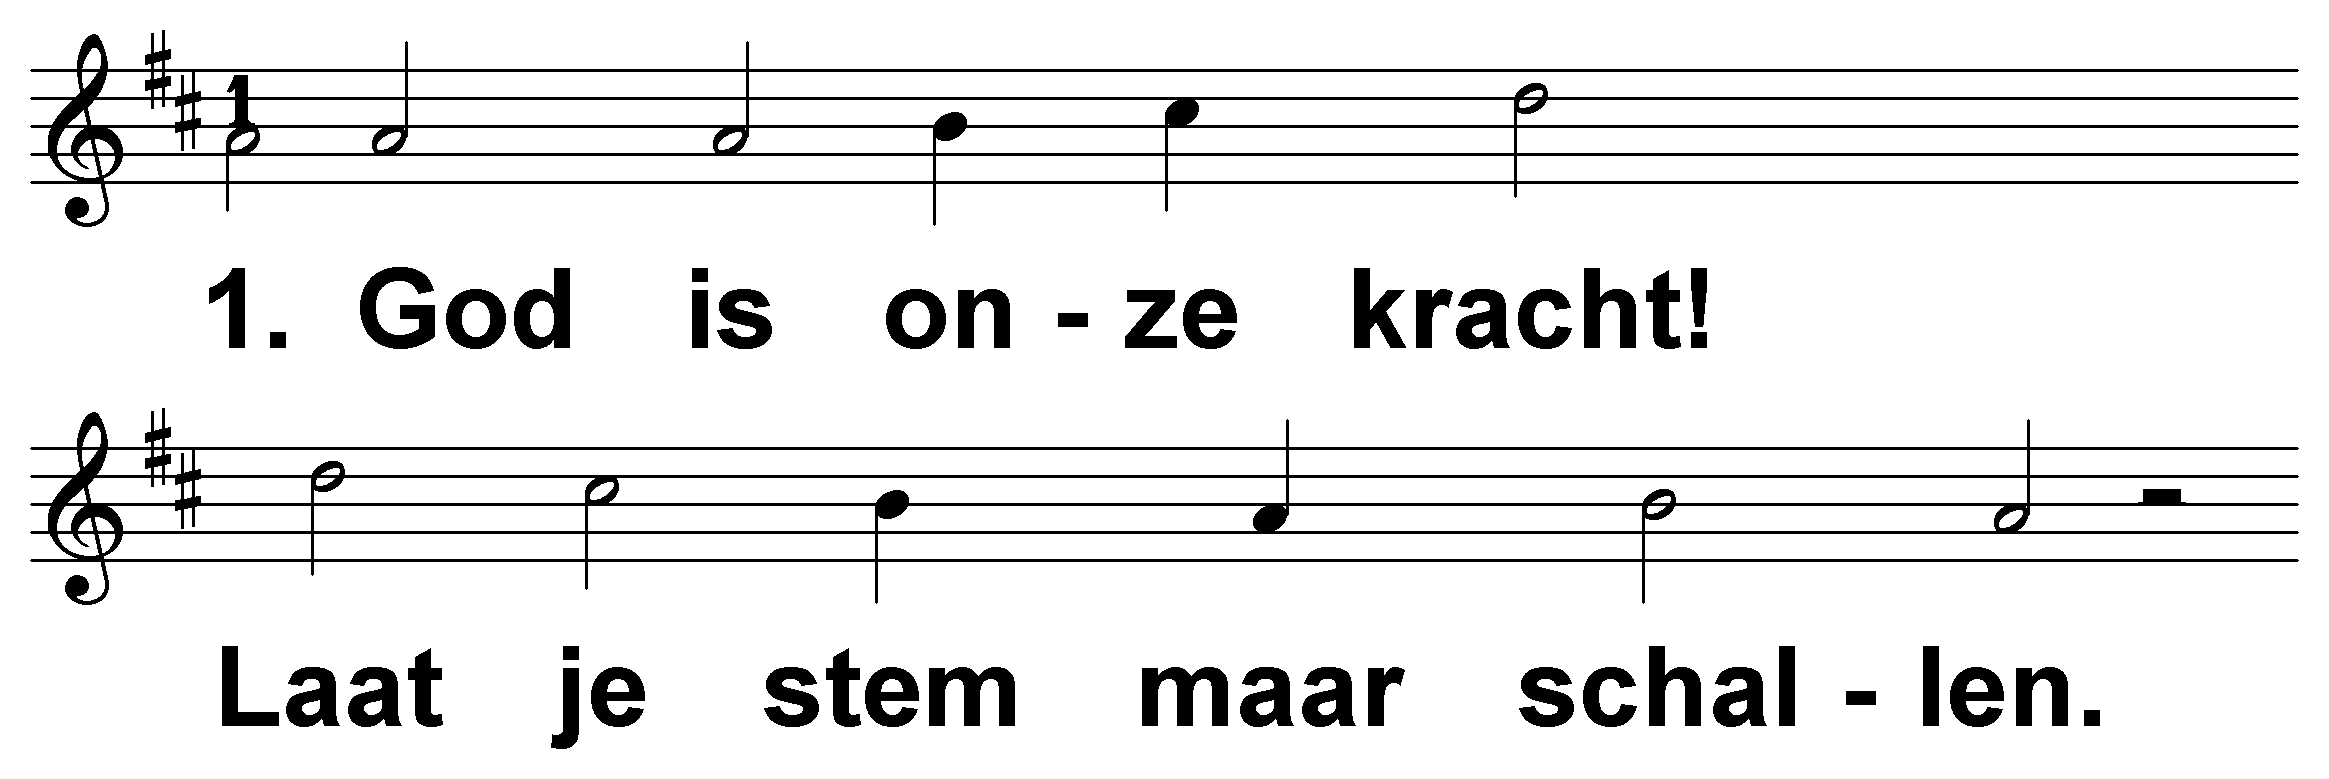 1
1. God is on - ze kracht!
Laat je stem maar schal - len.